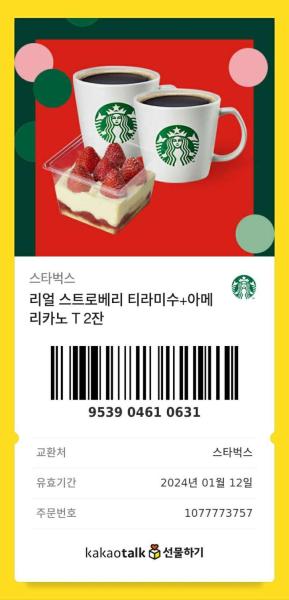 스타벅스
리얼 스트로베리 티라미수+아메
리카노 T 2잔
9539 0461 0631
교환처 스타벅스
유효기간 2024년 01월 12일
주문번호 1077773757
kakaotalk 선물하기